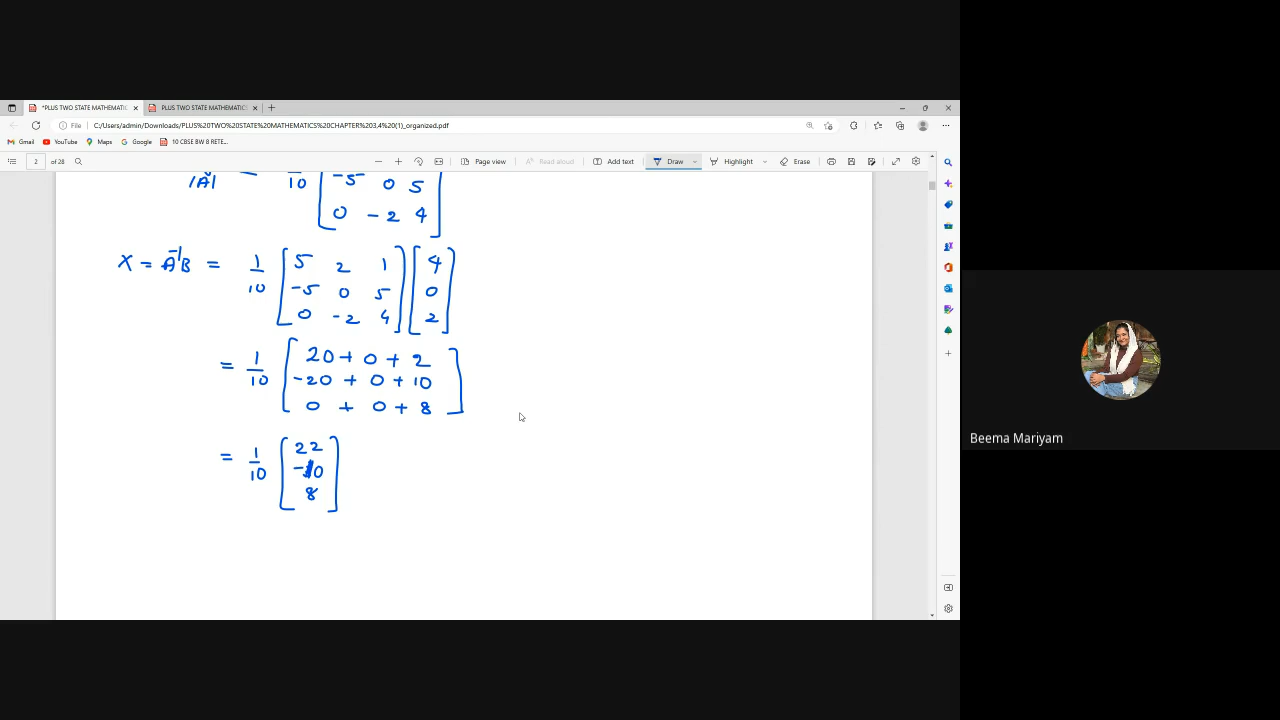 *PLUS TWO STATE MATHEMATIC
PLUS TWO STATE MATHEMATICS
File
C:/Users/admin/Downloads/PLUS%20TWO%20STATE%20MATHEMATICS%20CHAPTER%203,4%20(1)_organized.pdf
Gmail YouTube Maps Google 10 CBSE BW 8 RETE...
2 of 28 Page view Read aloud Add text Draw Highlight Erase
|A| 10 -5 0 5
0 -2 4
X = A⁻¹B = 1/10 [5 2 1] [4]
-5 0 5 0
0 -2 4 2
= 1/10 [20 + 0 + 2]
-20 + 0 + 10
0 + 0 + 8
= 1/10 [22]
-10
8
Beema Mariyam